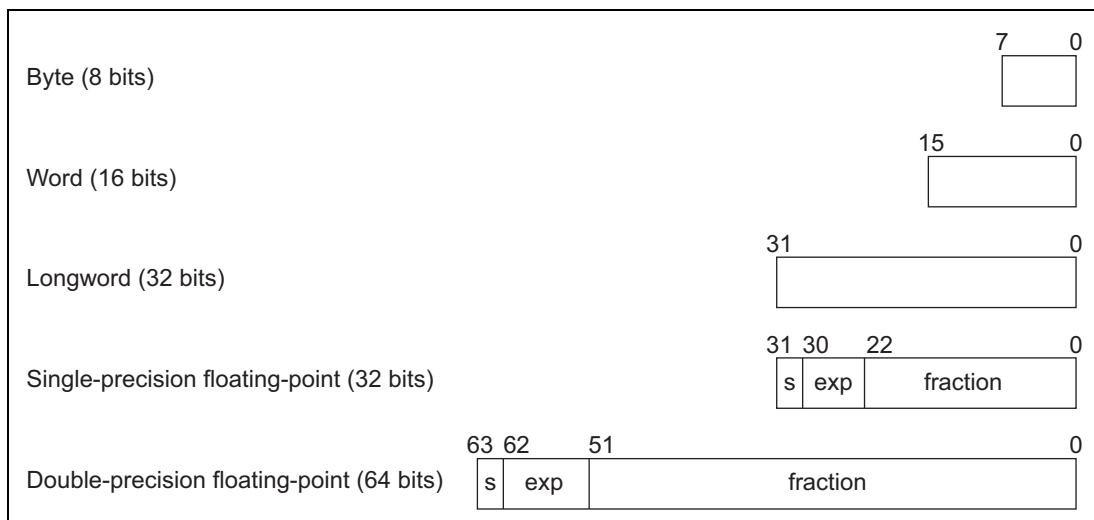 7 0
Byte (8 bits)
15 0
Word (16 bits)
31 0
Longword (32 bits)
31 30 22 0
Single-precision floating-point (32 bits) s exp fraction
63 62 51 0
Double-precision floating-point (64 bits) s exp fraction